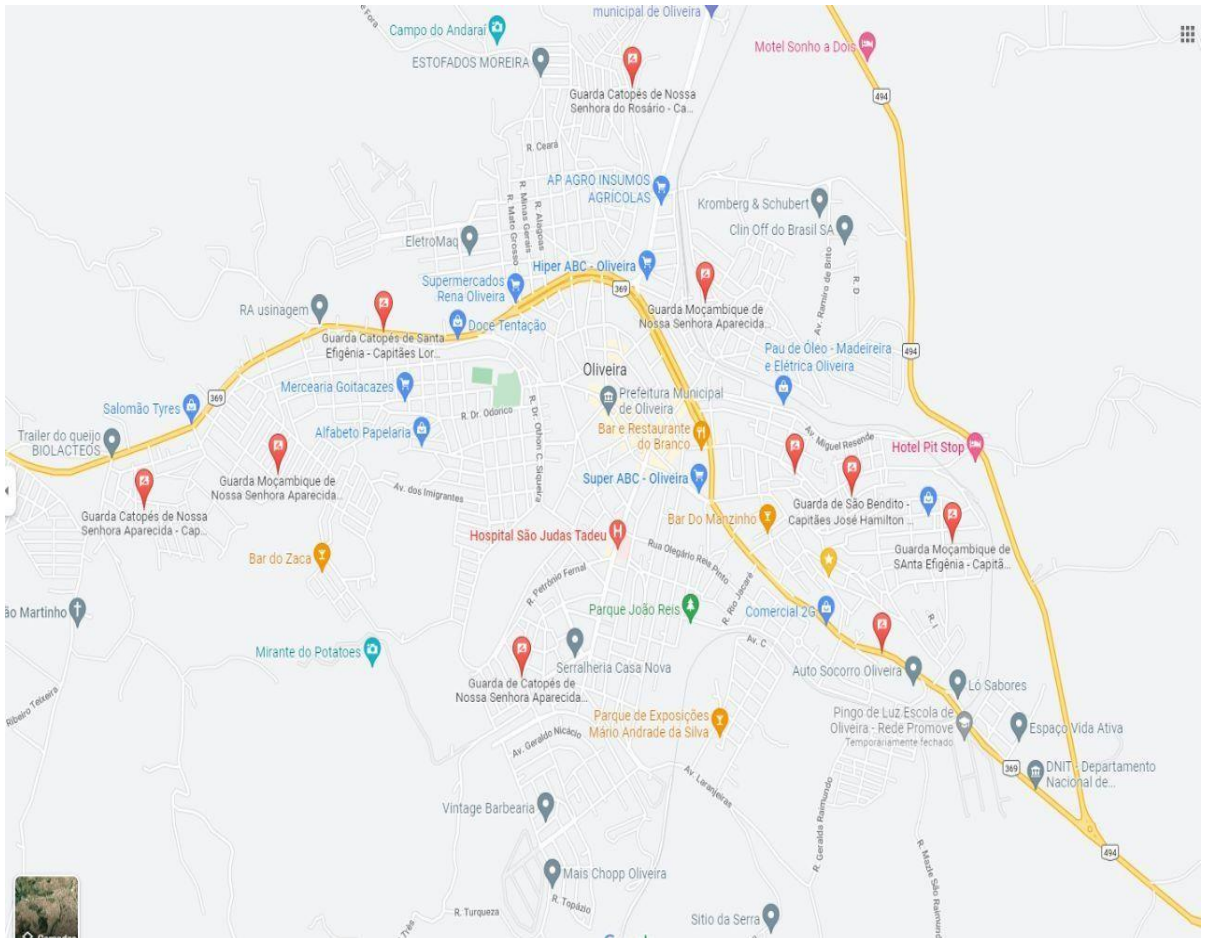 municipal de Oliveira
Campo do Andaraí
Motel Sonho a Dois
ESTOFADOS MOREIRA
494
Guarda Catopés de Nossa
Senhora do Rosário - Ca...
R. Ceará
AP AGRO INSUMOS
AGRÍCOLAS
R. Mato Grosso
R. Minas Gerais
R. Alagoas
Kromberg & Schubert
Clin Off do Brasil SA
EletroMaq
Hiper ABC - Oliveira
Supermercados
Rena Oliveira
369
R. D
Av. Ramiro de Brito
RA usinagem
Guarda Moçambique de
Nossa Senhora Aparecida...
Doce Tentação
Guarda Catopés de Santa
Efigênia - Capitães Lor...
494
Pau de Óleo - Madeireira
e Elétrica Oliveira
Oliveira
Mercearia Goitacazes
Prefeitura Municipal
de Oliveira
369
Salomão Tyres
R. Dr. Odorico
R. Dr. Othon C. Siqueira
Alfabeto Papelaria
Bar e Restaurante
do Branco
Av. Miguel Resende
Trailer do queijo
BIOLACTEOS
Hotel Pit Stop
Guarda Moçambique de
Nossa Senhora Aparecida...
Av. dos Imigrantes
Super ABC - Oliveira
Guarda de São Bendito -
Capitães José Hamilton ...
Guarda Catopés de Nossa
Senhora Aparecida - Cap...
Bar Do Manzinho
Hospital São Judas Tadeu
Guarda Moçambique de
SAnta Efigênia - Capitã...
Rua Olegário Reis Pinto
Bar do Zaca
R. Petrônio Fernal
R. Rio Jacaré
ão Martinho
Parque João Reis
Comercial 2G
R. I
Av. C
Mirante do Potatoes
Serralheria Casa Nova
Auto Socorro Oliveira
Guarda de Catopés de
Nossa Senhora Aparecida...
Ló Sabores
Ribeiro Teixeira
Parque de Exposições
Mário Andrade da Silva
Pingo de Luz Escola de
Oliveira - Rede Promove
Temporariamente fechado
Espaço Vida Ativa
Av. Geraldo Nicácio
369
DNIT - Departamento
Nacional de...
Av. Laranjeiras
Vintage Barbearia
R. Geralda Raimundo
494
R. Mazle São Raimundo
Mais Chopp Oliveira
R. Topázio
R. Turqueza
Sítio da Serra